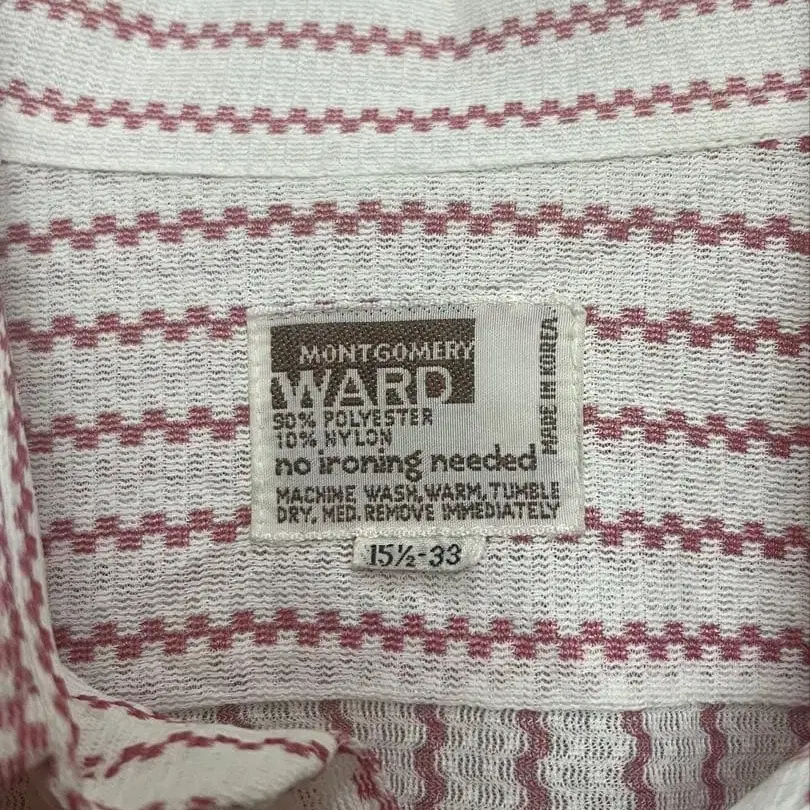 MONTGOMERY
WARD
90% POLYESTER
10% NYLON
no ironing needed
MACHINE WASH, WARM, TUMBLE
DRY, MED. REMOVE IMMEDIATELY
MADE IN KOREA
15½-33